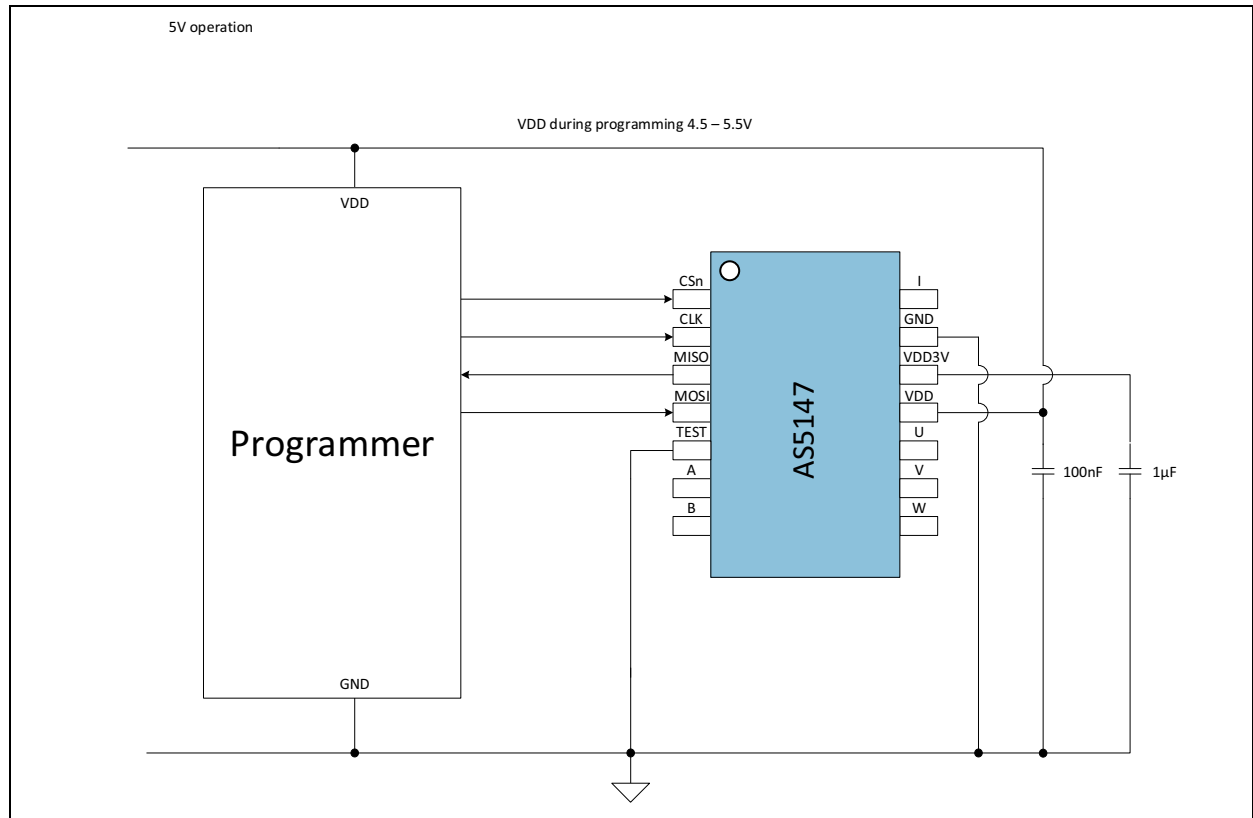 5V operation
VDD during programming 4.5 – 5.5V
VDD
Programmer
GND
CSn
CLK
MISO
MOSI
TEST
A
B
AS5147
I
GND
VDD3V
VDD
U
V
W
100nF
1µF